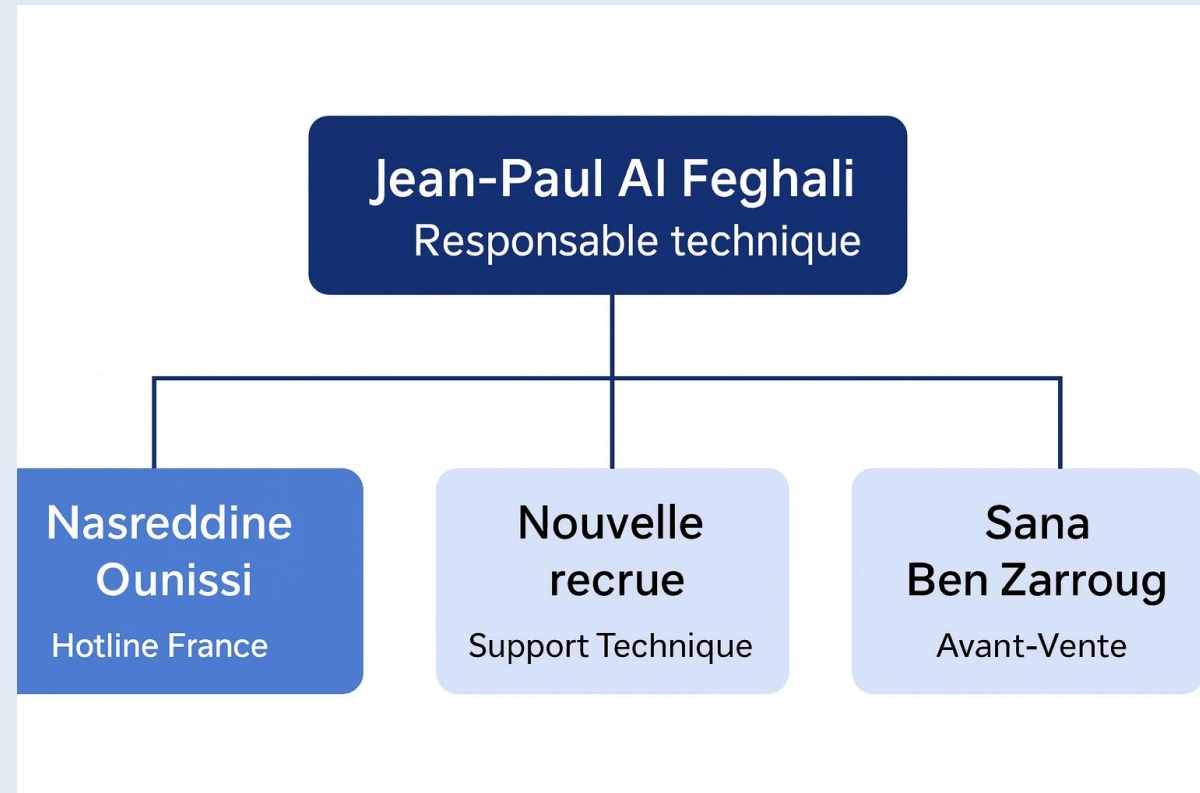 Jean-Paul Al Feghali
Responsable technique
Nasreddine
Ounissi
Hotline France
Nouvelle
recrue
Support Technique
Sana
Ben Zarroug
Avant-Vente